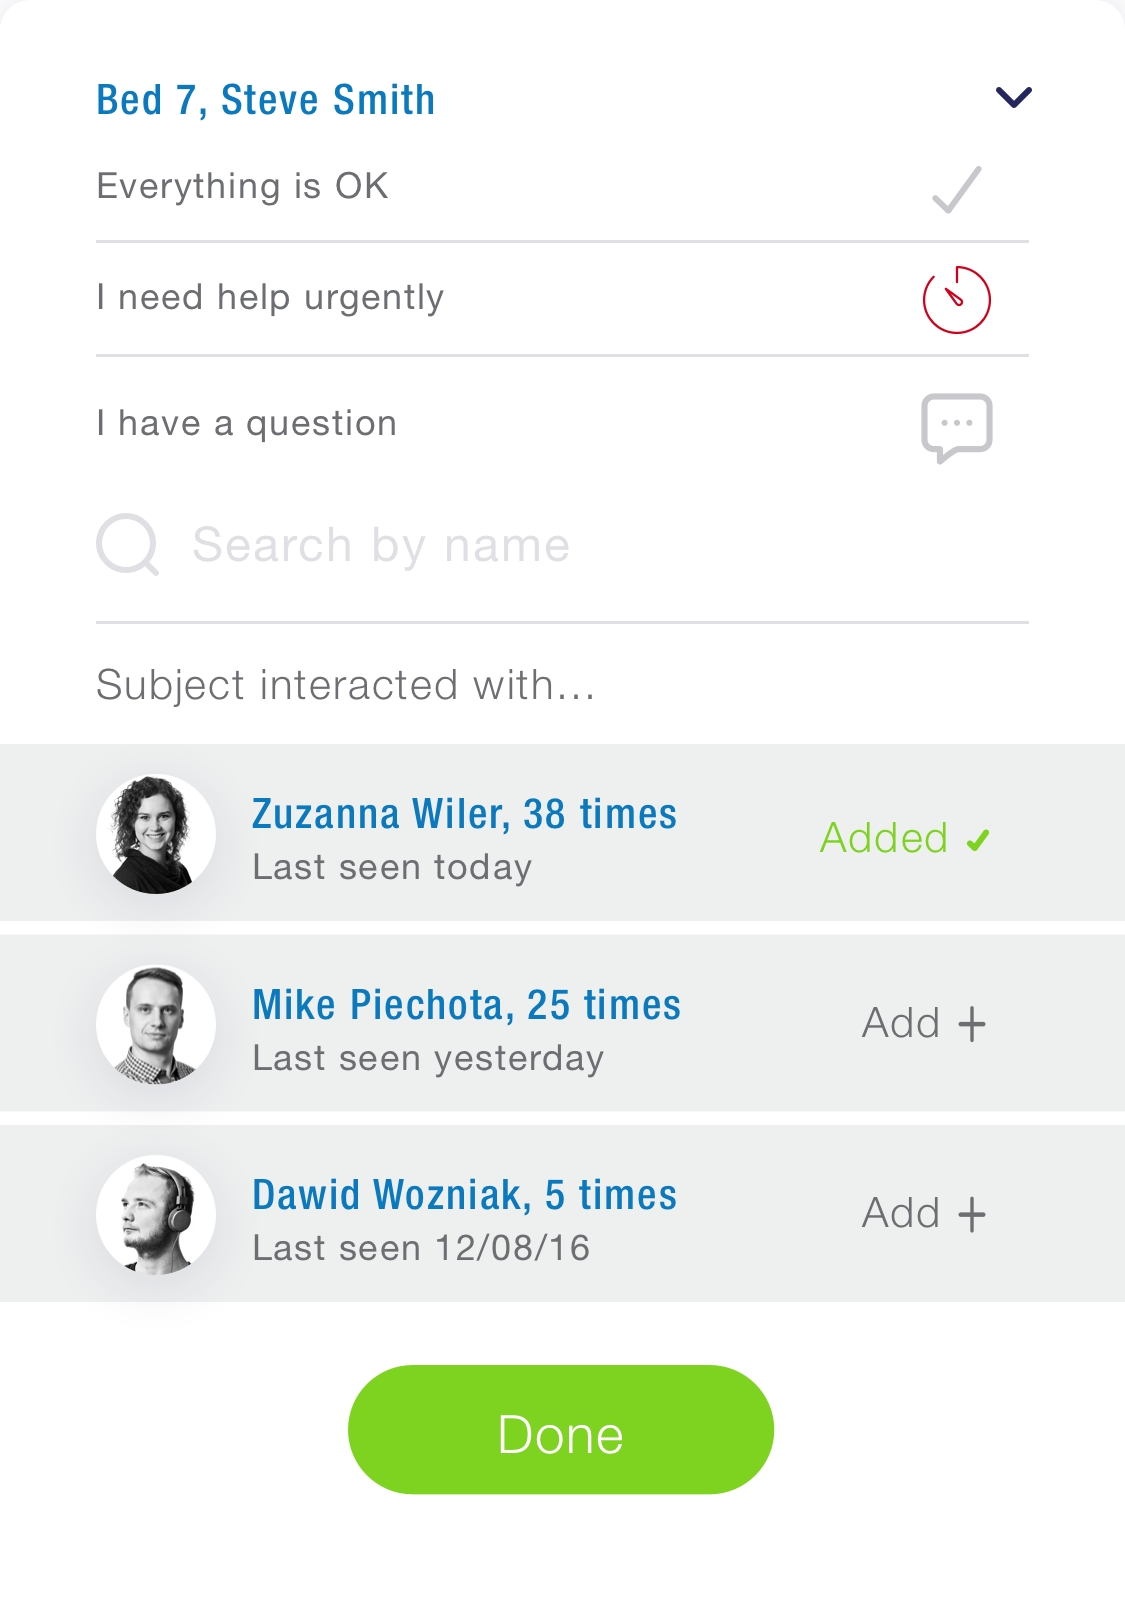 Bed 7, Steve Smith
Everything is OK
I need help urgently
I have a question
Search by name
Subject interacted with...
Zuzanna Wiler, 38 times
Last seen today
Added
Mike Piechota, 25 times
Last seen yesterday
Add
Dawid Wozniak, 5 times
Last seen 12/08/16
Add
Done